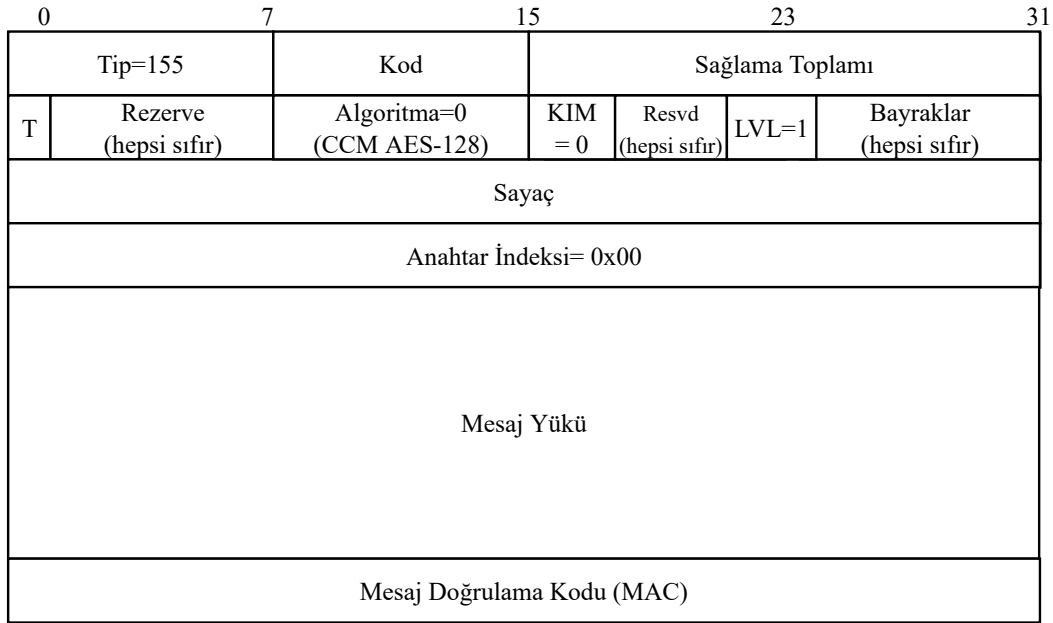 0 7 15 23 31
Tip=155 Kod Sağlama Toplamı
T Rezerve (hepsi sıfır) Algoritma=0 (CCM AES-128) KIM = 0 Resvd (hepsi sıfır) LVL=1 Bayraklar (hepsi sıfır)
Sayaç
Anahtar İndeksi= 0x00
Mesaj Yükü
Mesaj Doğrulama Kodu (MAC)